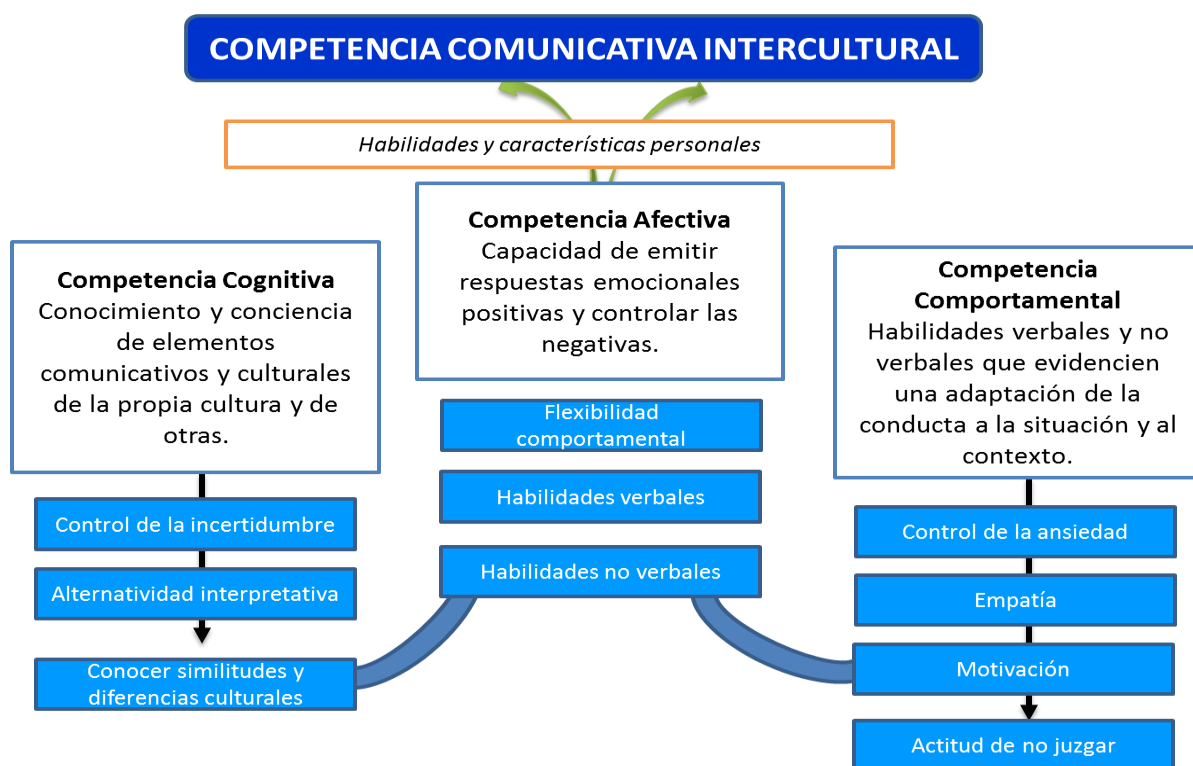 COMPETENCIA COMUNICATIVA INTERCULTURAL
Habilidades y características personales
Competencia Cognitiva
Conocimiento y conciencia
de elementos
comunicativos y culturales
de la propia cultura y de
otras.
Control de la incertidumbre
Alternatividad interpretativa
Conocer similitudes y
diferencias culturales
Competencia Afectiva
Capacidad de emitir
respuestas emocionales
positivas y controlar las
negativas.
Flexibilidad
comportamental
Habilidades verbales
Habilidades no verbales
Competencia
Comportamental
Habilidades verbales y no
verbales que evidencien
una adaptación de la
conducta a la situación y al
contexto.
Control de la ansiedad
Empatía
Motivación
Actitud de no juzgar